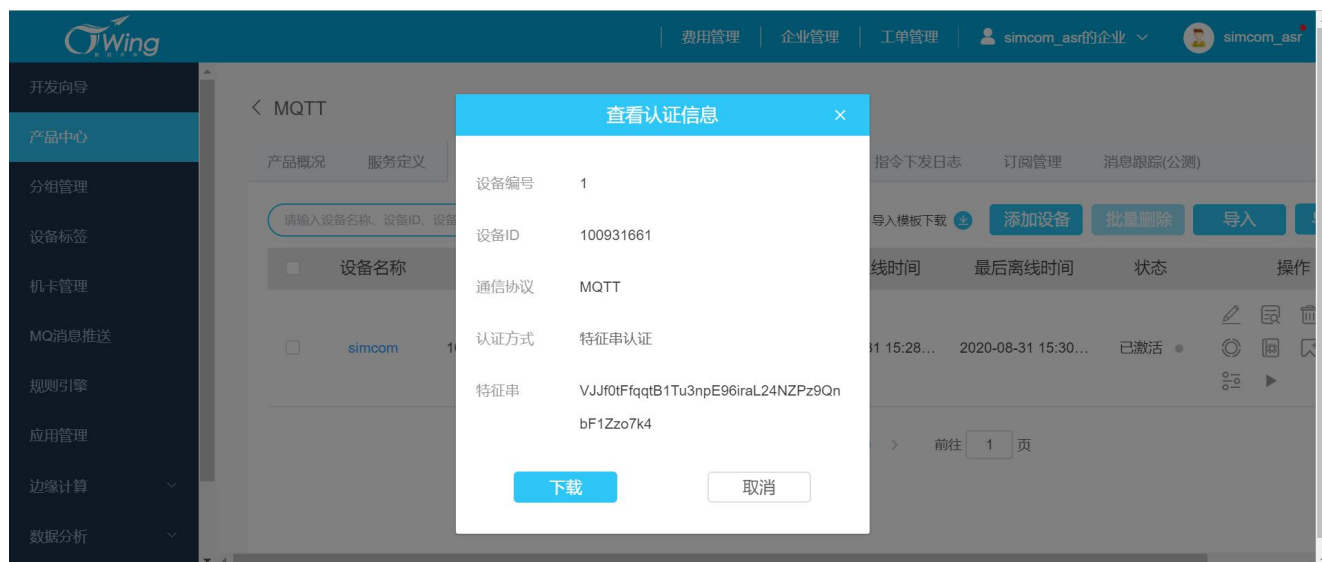 CTWing
费用管理
企业管理
工单管理
simcom_asr的企业
simcom_asr
开发向导
产品中心
分组管理
设备标签
机卡管理
MQ消息推送
规则引擎
应用管理
边缘计算
数据分析
MQTT
产品概况
服务定义
指令下发日志
订阅管理
消息跟踪(公测)
请输入设备名称、设备ID、设备
导入模板下载
添加设备
批量删除
导入
设备名称
线时间
最后离线时间
状态
操作
simcom
31 15:28...
2020-08-31 15:30...
已激活
前往 1 页
查看认证信息
设备编号 1
设备ID 100931661
通信协议 MQTT
认证方式 特征串认证
特征串 VJJf0tFfqqtB1Tu3npE96iraL24NZPz9Qn
bF1Zzo7k4
下载
取消